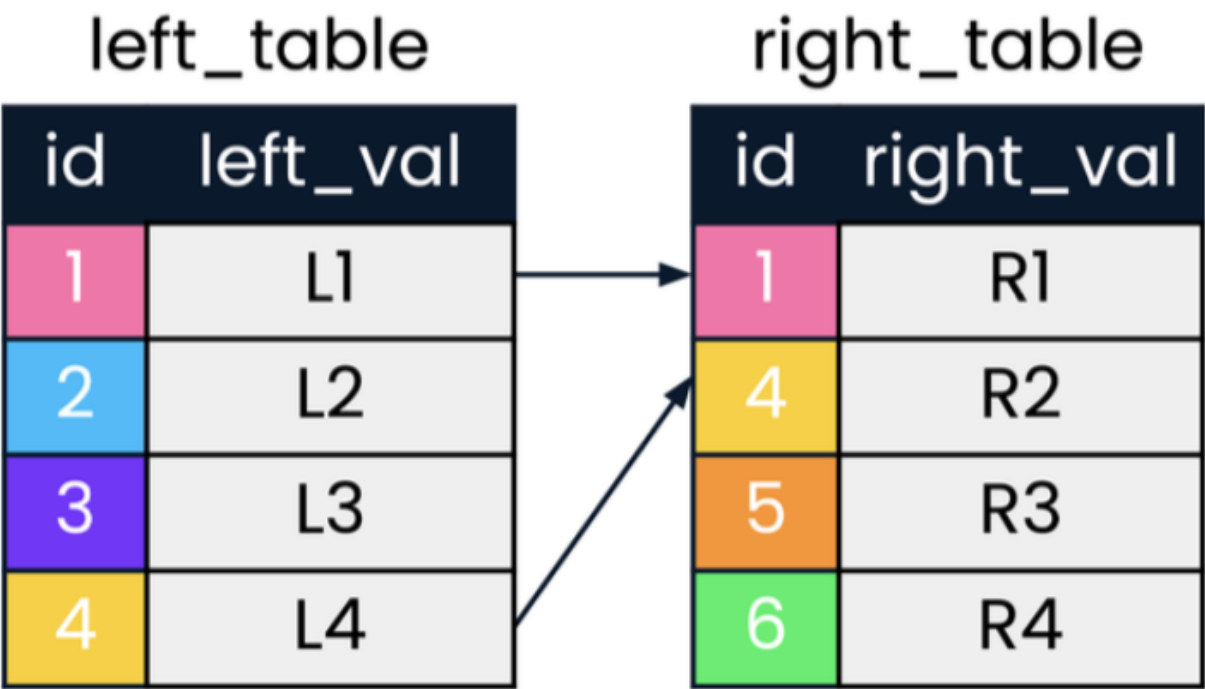 left_table right_table
id left_val id right_val
1 L1 1 R1
2 L2 4 R2
3 L3 5 R3
4 L4 6 R4